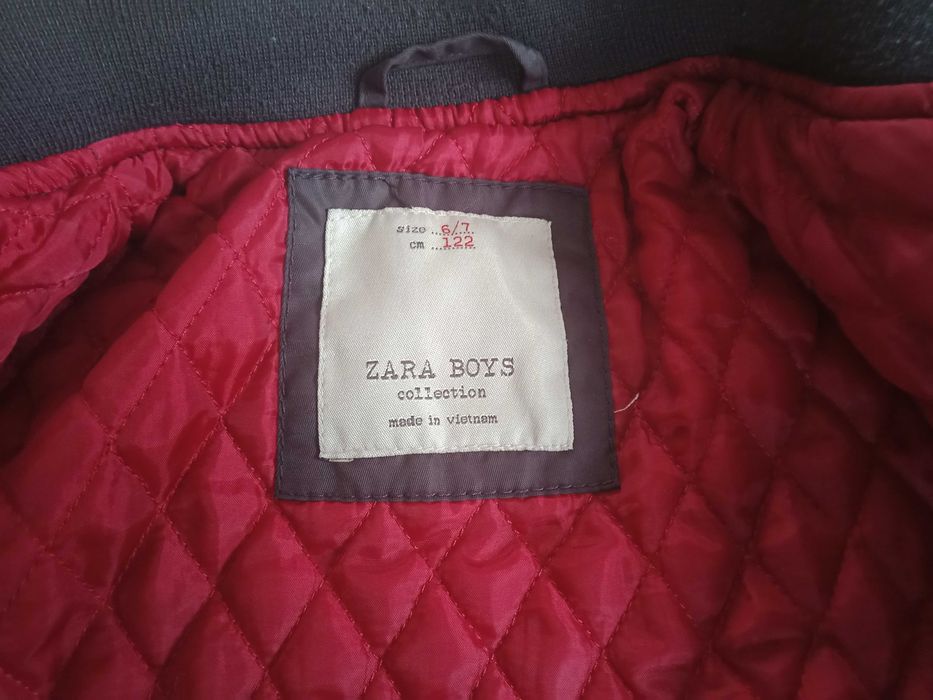 size ...6/7...
cm ...122...
ZARA BOYS
collection
made in vietnam